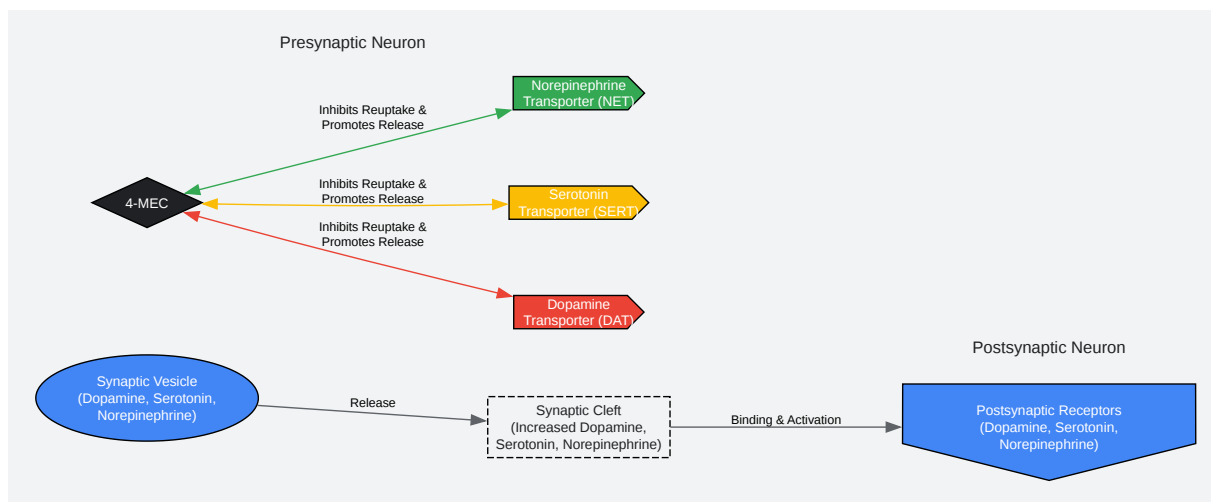 Presynaptic Neuron
Norepinephrine
Transporter (NET)
Inhibits Reuptake &
Promotes Release
4-MEC
Inhibits Reuptake &
Promotes Release
Serotonin
Transporter (SERT)
Inhibits Reuptake &
Promotes Release
Dopamine
Transporter (DAT)
Postsynaptic Neuron
Synaptic Vesicle
(Dopamine, Serotonin,
Norepinephrine)
Release
Synaptic Cleft
(Increased Dopamine,
Serotonin, Norepinephrine)
Binding & Activation
Postsynaptic Receptors
(Dopamine, Serotonin,
Norepinephrine)